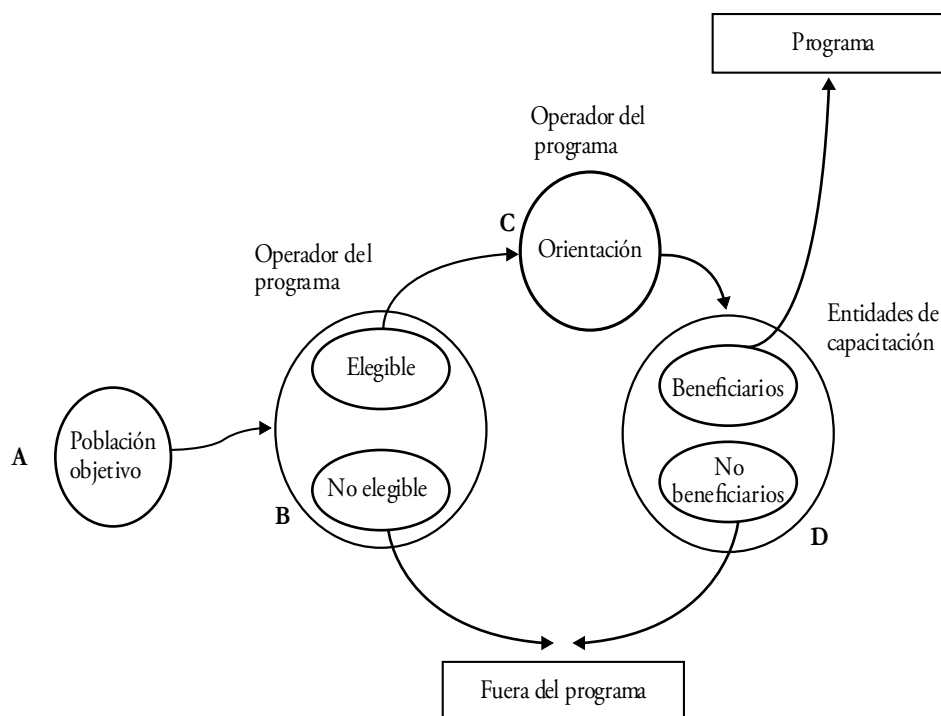 Programa
Operador del
programa
C
Orientación
Operador del
programa
Entidades de
capacitación
Elegible
Beneficiarios
A
Población
objetivo
No elegible
B
No
beneficiarios
D
Fuera del programa